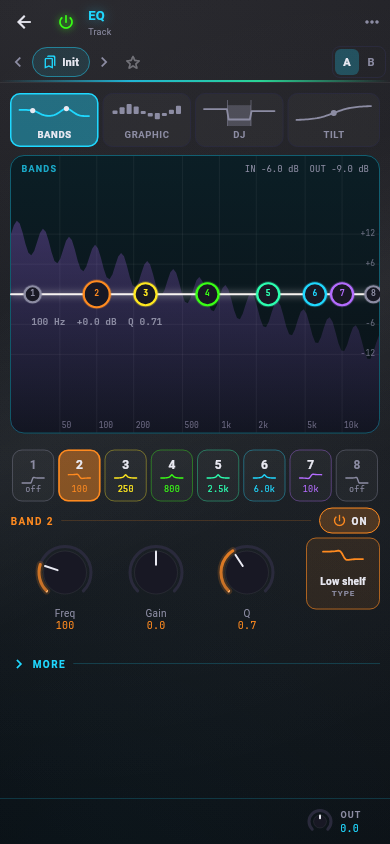 EQ
Track
Init
A B
BANDS GRAPHIC DJ TILT
BANDS IN -6.0 dB OUT -9.0 dB
+12
+6
1 2 3 4 5 6 7 8
100 Hz +0.0 dB Q 0.71
-6
-12
50 100 200 500 1k 2k 5k 10k
1 2 3 4 5 6 7 8
off 100 250 800 2.5k 6.0k 10k off
BAND 2 ON
Low shelf
TYPE
Freq Gain Q
100 0.0 0.7
MORE
OUT
0.0